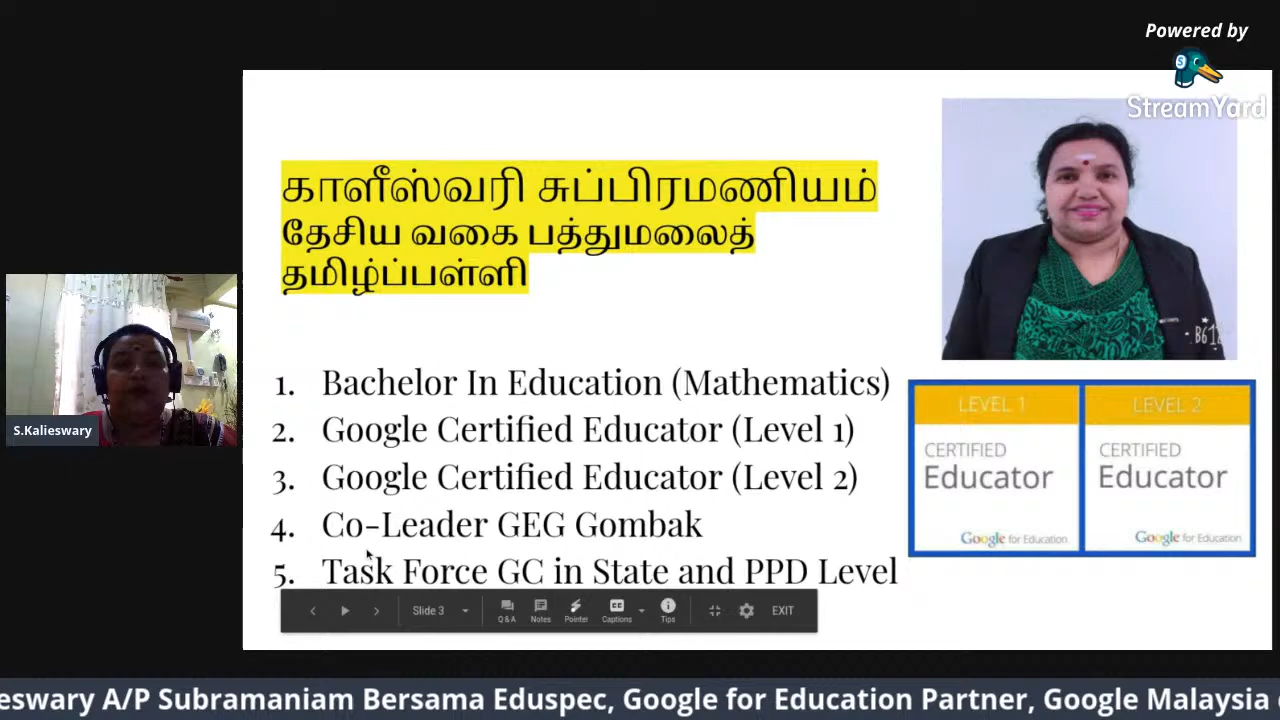 Powered by
StreamYard
காளீஸ்வரி சுப்பிரமணியம்
தேசிய வகை பத்துமலைத்
தமிழ்ப்பள்ளி
1. Bachelor In Education (Mathematics)
2. Google Certified Educator (Level 1)
3. Google Certified Educator (Level 2)
4. Co-Leader GEG Gombak
5. Task Force GC in State and PPD Level
LEVEL 1
CERTIFIED
Educator
Google for Education
LEVEL 2
CERTIFIED
Educator
Google for Education
S.Kalieswary
Slide 3
Q & A
Notes
Pointer
CC
Captions
Tips
EXIT
eswary A/P Subramaniam Bersama Eduspec, Google for Education Partner, Google Malaysia